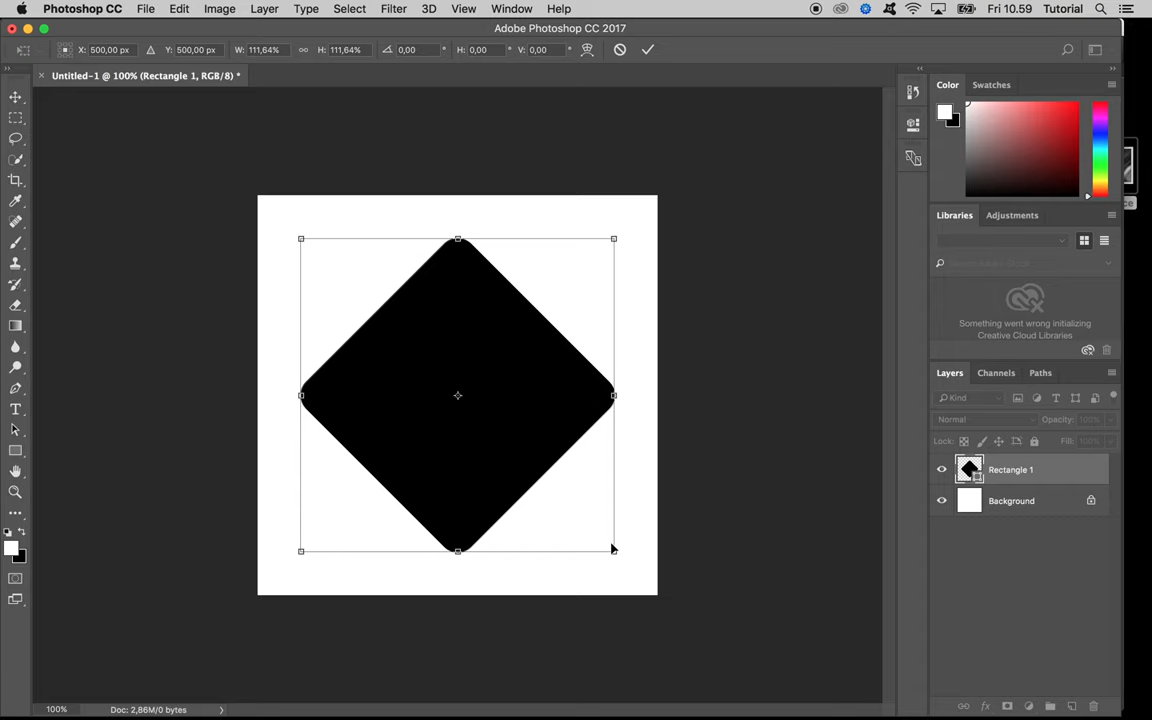 Photoshop CC File Edit Image Layer Type Select Filter 3D View Window Help Fri 10.59 Tutorial
Adobe Photoshop CC 2017
X: 500,00 px Y: 500,00 px W: 111,64% H: 111,64% 0,00 ° H: 0,00 ° V: 0,00 °
Untitled-1 @ 100% (Rectangle 1, RGB/8) *
Color Swatches
Libraries Adjustments
Something went wrong initializing
Creative Cloud Libraries
Layers Channels Paths
Kind
Normal Opacity: 100%
Lock: Fill: 100%
Rectangle 1
Background
100% Doc: 2,86M/0 bytes